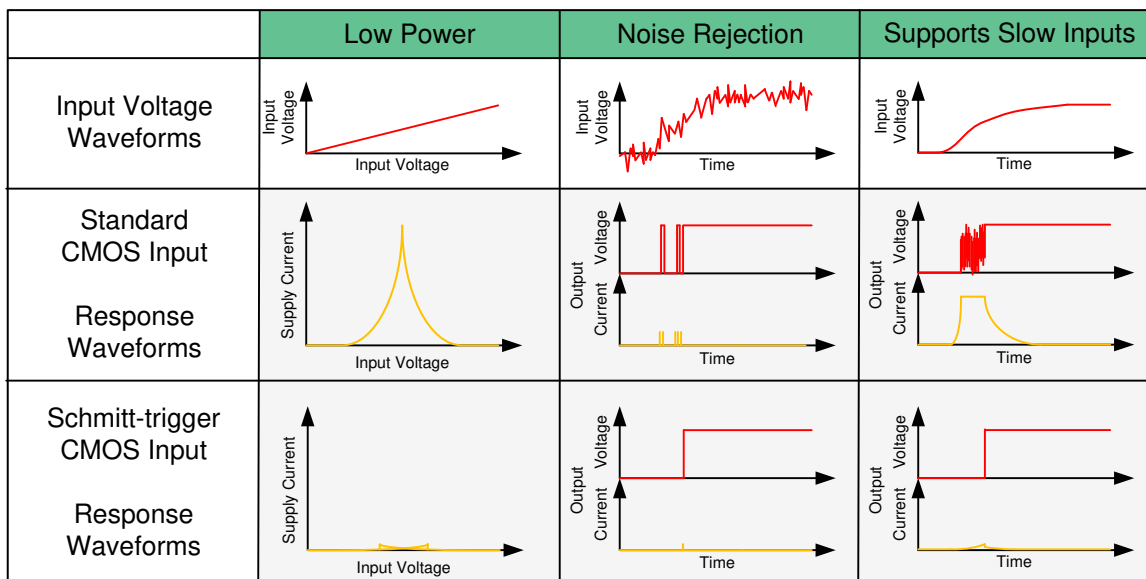 Low Power
Noise Rejection
Supports Slow Inputs
Input Voltage
Waveforms
Input
Voltage
Input Voltage
Input
Voltage
Time
Input
Voltage
Time
Standard
CMOS Input
Response
Waveforms
Supply Current
Input Voltage
Output
Voltage
Current
Time
Output
Voltage
Current
Time
Schmitt-trigger
CMOS Input
Response
Waveforms
Supply Current
Input Voltage
Output
Voltage
Current
Time
Output
Voltage
Current
Time